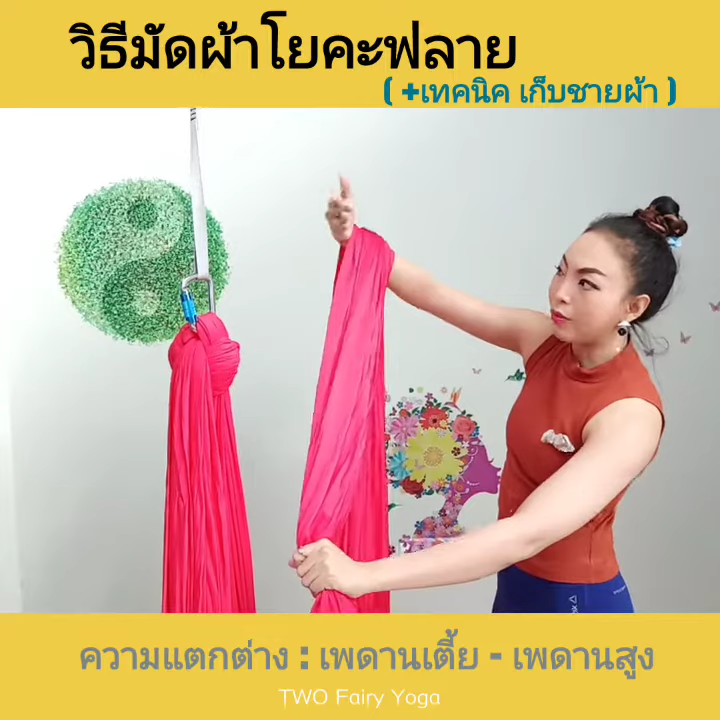 วิธีมัดผ้าโยคะฟลาย
( +เทคนิค เก็บชายผ้า )
ความแตกต่าง : เพดานเตี้ย - เพดานสูง
TWO Fairy Yoga